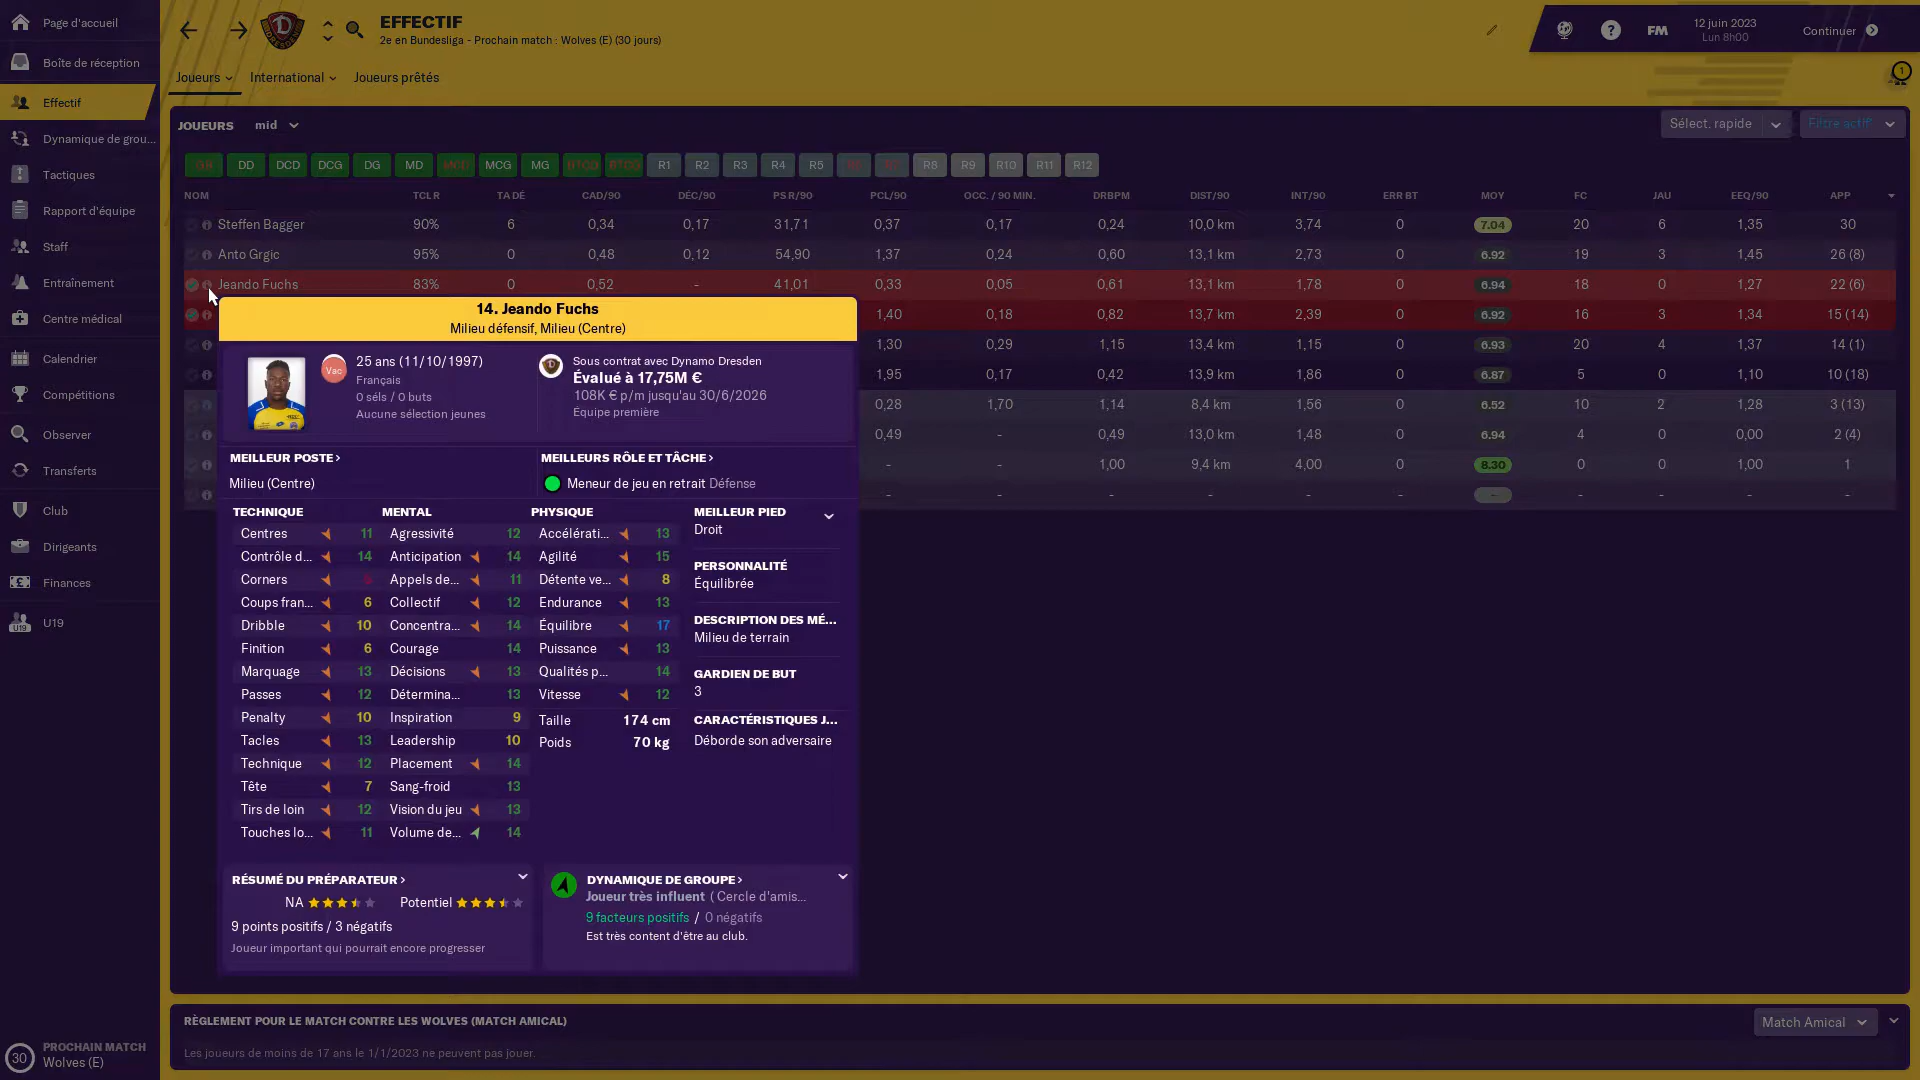 Page d'accueil
Boîte de réception
Effectif
Dynamique de grou...
Tactiques
Rapport d'équipe
Staff
Entraînement
Centre médical
Calendrier
Compétitions
Observer
Transferts
Club
Dirigeants
Finances
U19
30
PROCHAIN MATCH
Wolves (E)
EFFECTIF
2e en Bundesliga - Prochain match : Wolves (E) (30 jours)
FM
12 juin 2023
Lun 8h00
Continuer
Joueurs
International
Joueurs prêtés
1
JOUEURS mid
Sélect. rapide
Filtre actif
GB DD DCD DCG DG MD MCD MCG MG BTCD BTCG R1 R2 R3 R4 R5 R6 R7 R8 R9 R10 R11 R12
NOM TCL R TA DÉ CAD/90 DÉC/90 PS R/90 PCL/90 OCC. / 90 MIN. DRBPM DIST/90 INT/90 ERR BT MOY FC JAU EEQ/90 APP
Steffen Bagger 90% 6 0,34 0,17 31,71 0,37 0,17 0,24 10,0 km 3,74 0 7.04 20 6 1,35 30
Anto Grgic 95% 0 0,48 0,12 54,90 1,37 0,24 0,60 13,1 km 2,73 0 6.92 19 3 1,45 26 (8)
Jeando Fuchs 83% 0 0,52 - 41,01 0,33 0,05 0,61 13,1 km 1,78 0 6.94 18 0 1,27 22 (6)
1,40 0,18 0,82 13,7 km 2,39 0 6.92 16 3 1,34 15 (14)
1,30 0,29 1,15 13,4 km 1,15 0 6.93 20 4 1,37 14 (1)
1,95 0,17 0,42 13,9 km 1,86 0 6.87 5 0 1,10 10 (18)
0,28 1,70 1,14 8,4 km 1,56 0 6.52 10 2 1,28 3 (13)
0,49 - 0,49 13,0 km 1,48 0 6.94 4 0 0,00 2 (4)
- - 1,00 9,4 km 4,00 0 8.30 0 0 1,00 1
- - - - - - - - - - -
14. Jeando Fuchs
Milieu défensif, Milieu (Centre)
Vac
25 ans (11/10/1997)
Français
0 séls / 0 buts
Aucune sélection jeunes
Sous contrat avec Dynamo Dresden
Évalué à 17,75M €
108K € p/m jusqu'au 30/6/2026
Équipe première
MEILLEUR POSTE >
Milieu (Centre)
MEILLEURS RÔLE ET TÂCHE >
Meneur de jeu en retrait Défense
TECHNIQUE
Centres 11
Contrôle d... 14
Corners
Coups fran... 6
Dribble 10
Finition 6
Marquage 13
Passes 12
Penalty 10
Tacles 13
Technique 12
Tête 7
Tirs de loin 12
Touches lo... 11
MENTAL
Agressivité 12
Anticipation 14
Appels de... 11
Collectif 12
Concentra... 14
Courage 14
Décisions 13
Détermina... 13
Inspiration 9
Leadership 10
Placement 14
Sang-froid 13
Vision du jeu 13
Volume de... 14
PHYSIQUE
Accélérati... 13
Agilité 15
Détente ve... 8
Endurance 13
Équilibre 17
Puissance 13
Qualités p... 14
Vitesse 12
Taille 174 cm
Poids 70 kg
MEILLEUR PIED
Droit
PERSONNALITÉ
Équilibrée
DESCRIPTION DES MÉ...
Milieu de terrain
GARDIEN DE BUT
3
CARACTÉRISTIQUES J...
Déborde son adversaire
RÉSUMÉ DU PRÉPARATEUR >
NA
Potentiel
9 points positifs / 3 négatifs
Joueur important qui pourrait encore progresser
DYNAMIQUE DE GROUPE >
Joueur très influent ( Cercle d'amis...
9 facteurs positifs / 0 négatifs
Est très content d'être au club.
RÈGLEMENT POUR LE MATCH CONTRE LES WOLVES (MATCH AMICAL)
Match Amical
Les joueurs de moins de 17 ans le 1/1/2023 ne peuvent pas jouer.